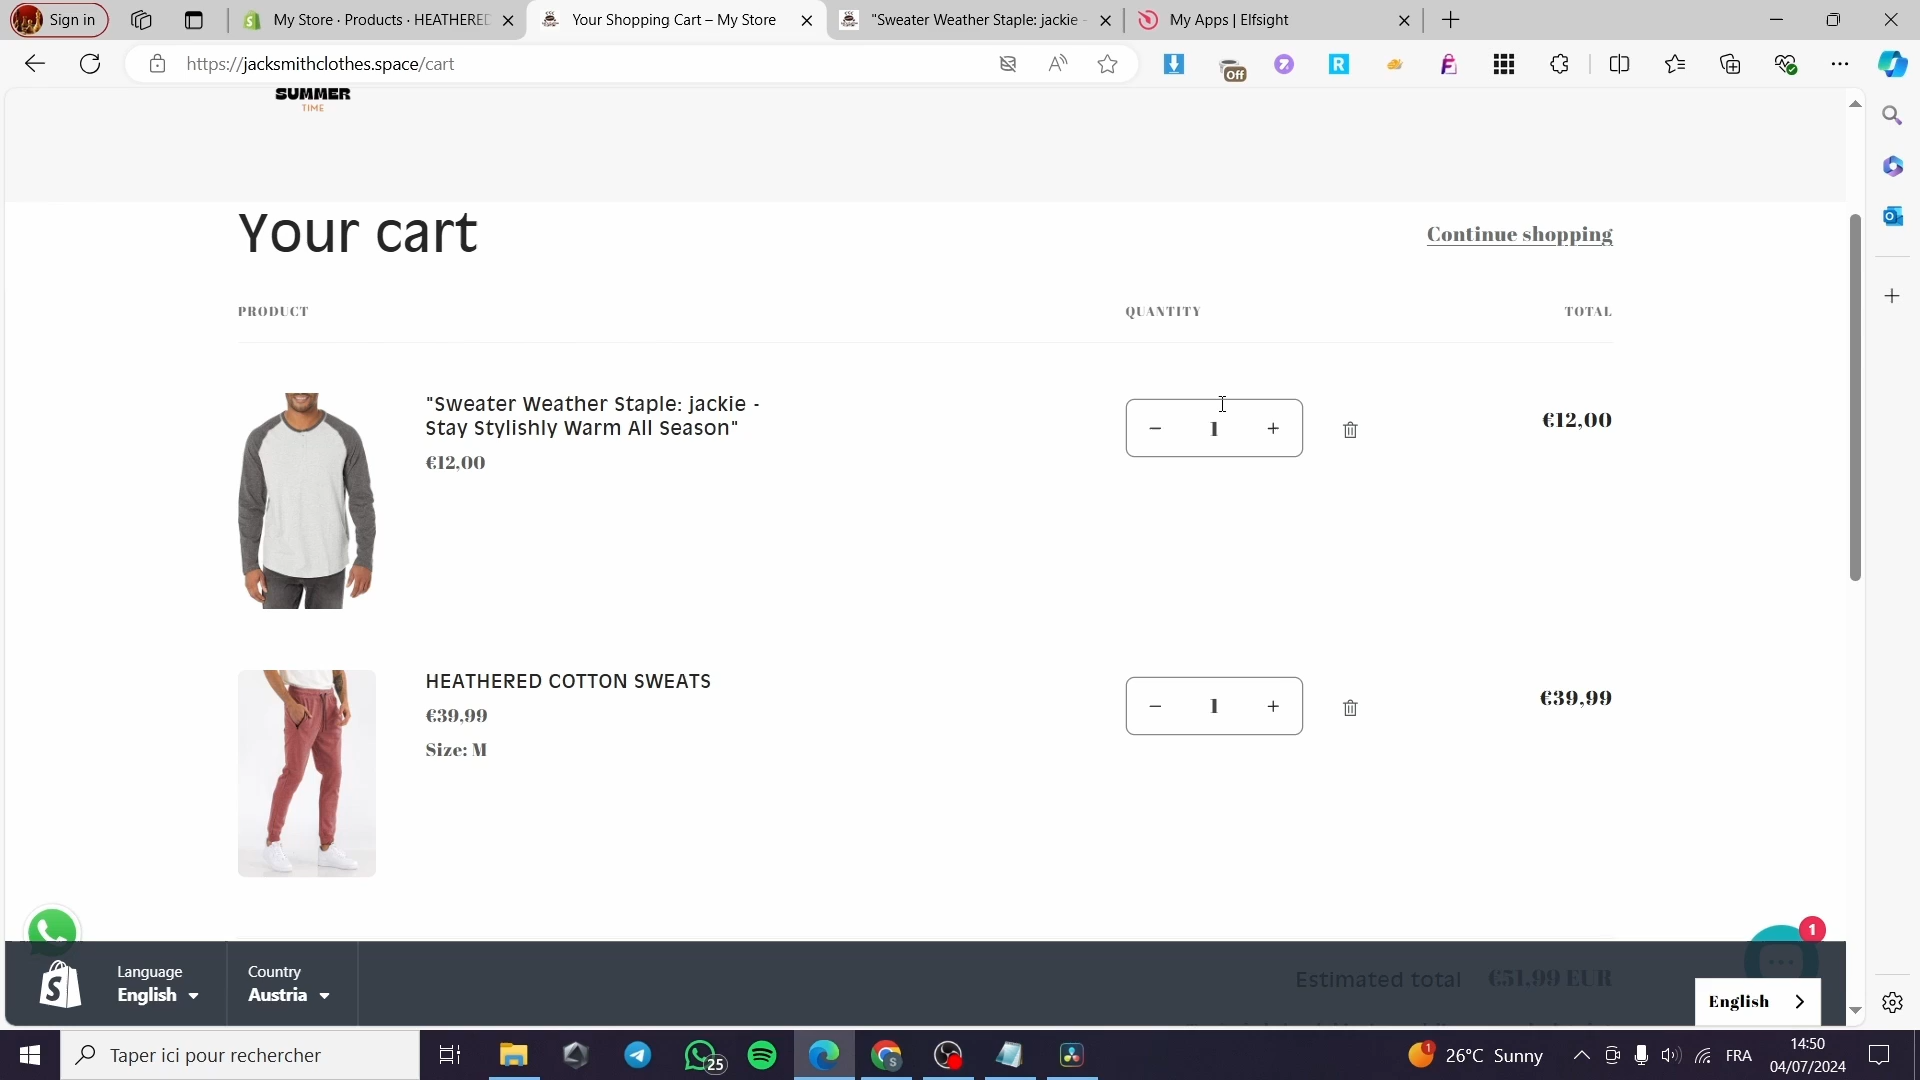 Sign in
My Store · Products · HEATHERED
Your Shopping Cart – My Store
"Sweater Weather Staple: jackie -
My Apps | Elfsight
https://jacksmithclothes.space/cart
Off
SUMMER
TIME
Your cart
Continue shopping
PRODUCT
QUANTITY
TOTAL
"Sweater Weather Staple: jackie -
Stay Stylishly Warm All Season"
€12,00
1
€12,00
HEATHERED COTTON SWEATS
€39,99
Size: M
1
€39,99
1
Language
English
Country
Austria
Estimated total €51,99 EUR
English
Taper ici pour rechercher
25
1
26°C Sunny
FRA
14:50
04/07/2024